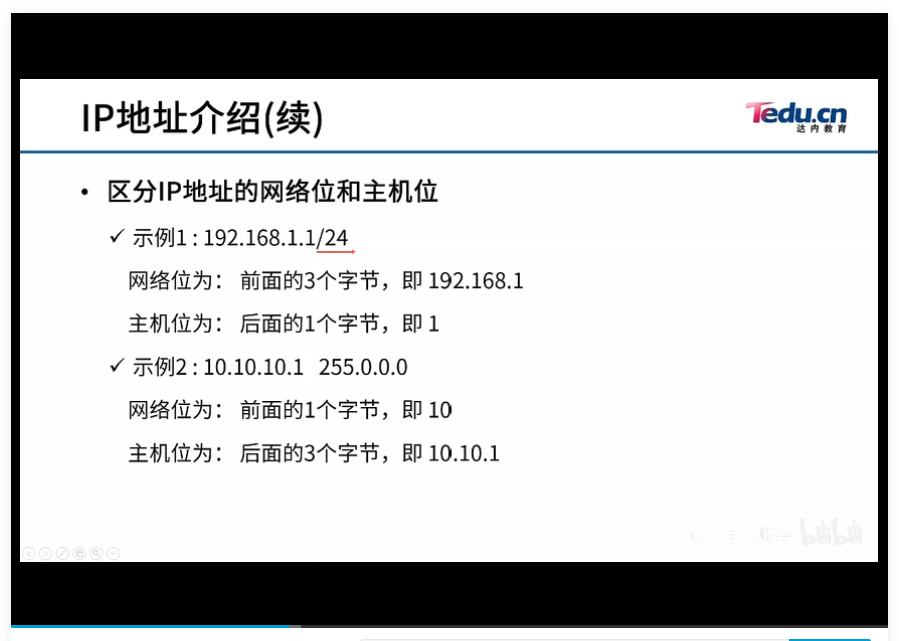 IP地址介绍(续)
Tedu.cn
达内教育
• 区分IP地址的网络位和主机位
✓ 示例1 : 192.168.1.1/24
网络位为： 前面的3个字节，即 192.168.1
主机位为： 后面的1个字节，即 1
✓ 示例2 : 10.10.10.1 255.0.0.0
网络位为： 前面的1个字节，即 10
主机位为： 后面的3个字节，即 10.10.1